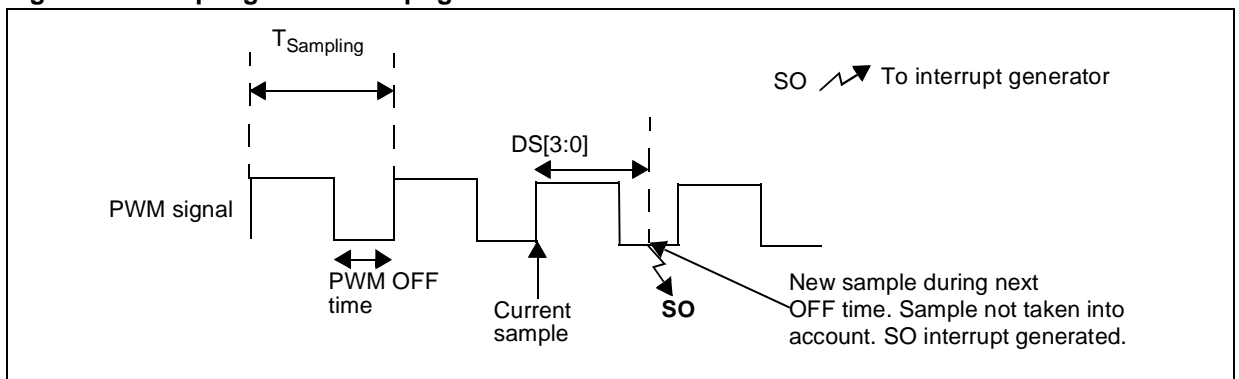 T_Sampling
SO To interrupt generator
DS[3:0]
PWM signal
PWM OFF
time
Current
sample
SO
New sample during next
OFF time. Sample not taken into
account. SO interrupt generated.